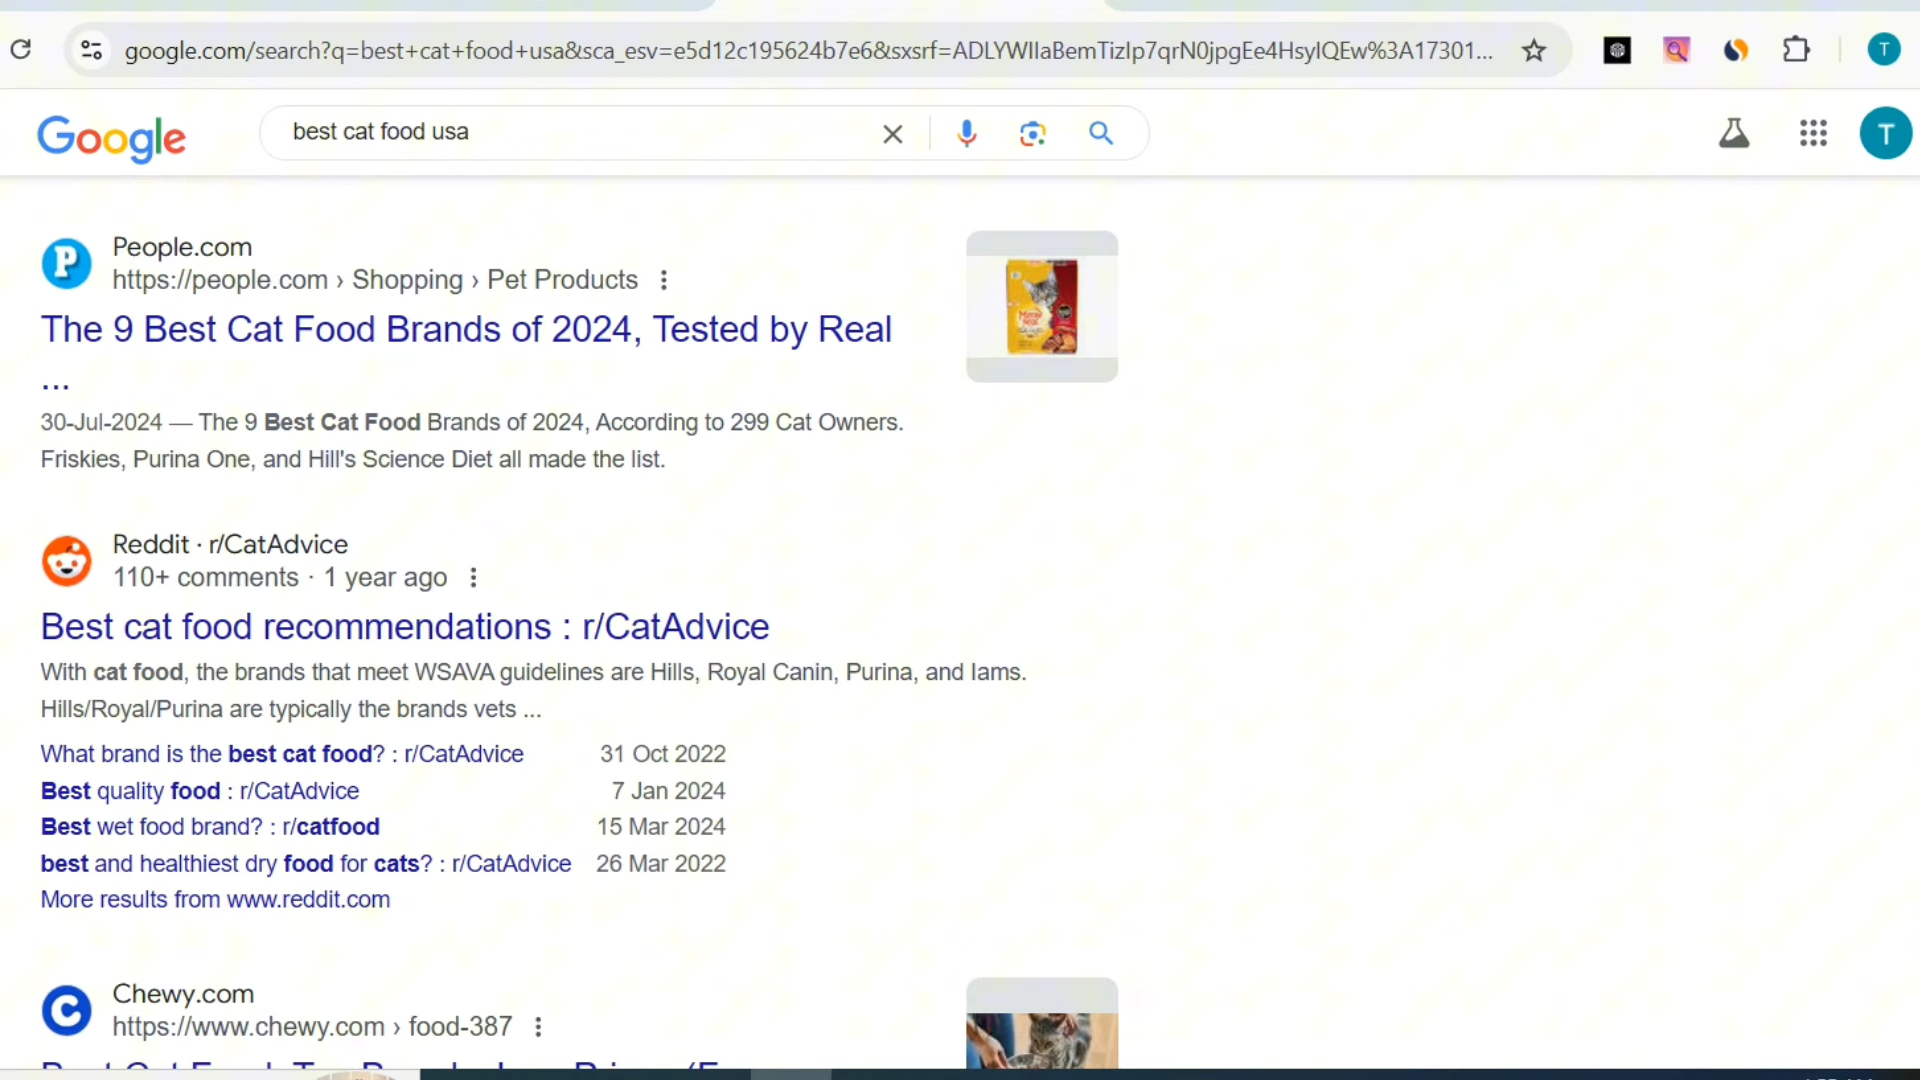 google.com/search?q=best+cat+food+usa&sca_esv=e5d12c195624b7e6&sxsrf=ADLYWIIaBemTizIp7qrN0jpgEe4HsyIQEw%3A17301...
T
Google
best cat food usa
T
People.com
https://people.com › Shopping › Pet Products
The 9 Best Cat Food Brands of 2024, Tested by Real
...
30-Jul-2024 — The 9 Best Cat Food Brands of 2024, According to 299 Cat Owners.
Friskies, Purina One, and Hill's Science Diet all made the list.
Reddit · r/CatAdvice
110+ comments · 1 year ago
Best cat food recommendations : r/CatAdvice
With cat food, the brands that meet WSAVA guidelines are Hills, Royal Canin, Purina, and Iams.
Hills/Royal/Purina are typically the brands vets ...
What brand is the best cat food? : r/CatAdvice 31 Oct 2022
Best quality food : r/CatAdvice 7 Jan 2024
Best wet food brand? : r/catfood 15 Mar 2024
best and healthiest dry food for cats? : r/CatAdvice 26 Mar 2022
More results from www.reddit.com
Chewy.com
https://www.chewy.com › food-387